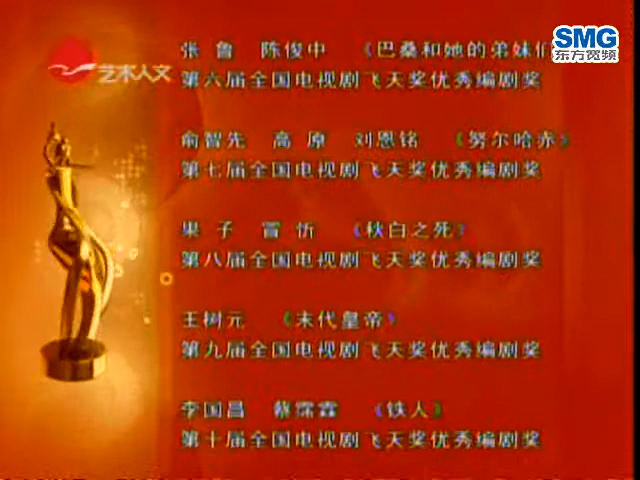 SMG
东方宽频
艺术人文
张 鲁 陈俊中 《巴桑和她的弟妹们
第六届全国电视剧飞天奖优秀编剧奖
俞智先 高 原 刘恩铭 《努尔哈赤》
第七届全国电视剧飞天奖优秀编剧奖
果 子 冒 忻 《秋白之死》
第八届全国电视剧飞天奖优秀编剧奖
王树元 《末代皇帝》
第九届全国电视剧飞天奖优秀编剧奖
李国昌 蔡霈霖 《铁人》
第十届全国电视剧飞天奖优秀编剧奖